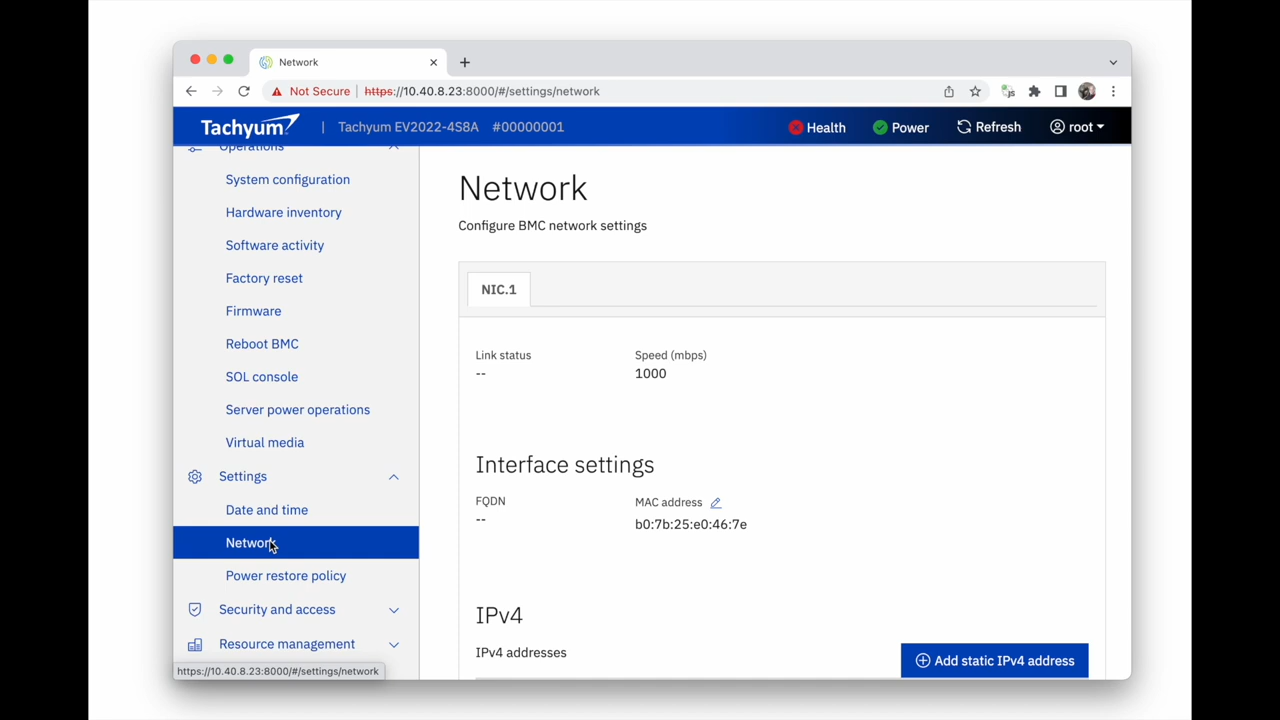 Network
Not Secure | https://10.40.8.23:8000/#/settings/network
Tachyum | Tachyum EV2022-4S8A #00000001 Health Power Refresh root
Operations
System configuration
Hardware inventory
Software activity
Factory reset
Firmware
Reboot BMC
SOL console
Server power operations
Virtual media
Settings
Date and time
Network
Power restore policy
Security and access
Resource management
https://10.40.8.23:8000/#/settings/network
Network
Configure BMC network settings
NIC.1
Link status Speed (mbps)
-- 1000
Interface settings
FQDN MAC address
-- b0:7b:25:e0:46:7e
IPv4
IPv4 addresses
Add static IPv4 address